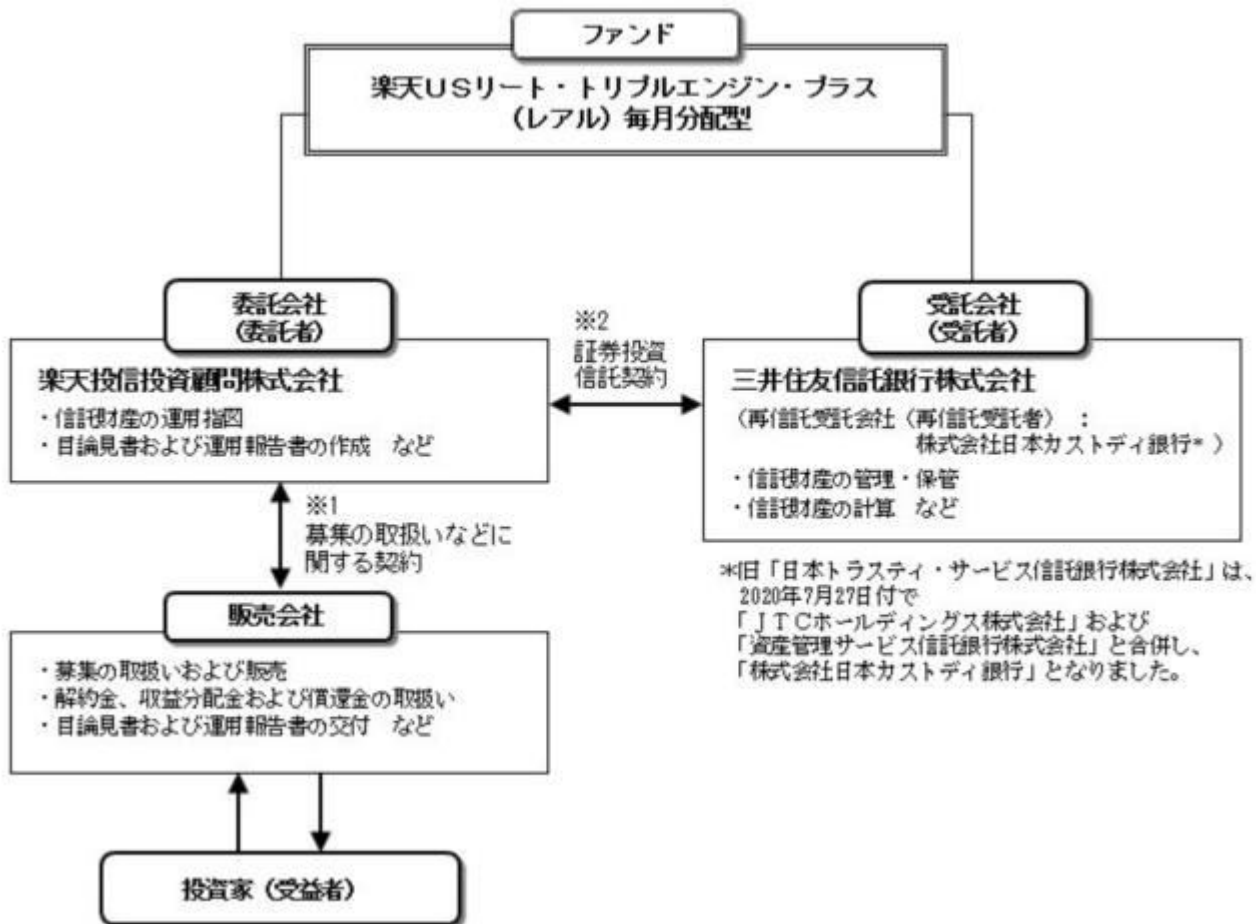 ファンド
楽天USリート・トリプルエンジン・プラス
(レアル)毎月分配型
委託会社
(委託者)
楽天投信投資顧問株式会社
・信託財産の運用指図
・目論見書および運用報告書の作成 など
※2
証券投資
信託契約
受託会社
(受託者)
三井住友信託銀行株式会社
(再信託受託会社(再信託受託者) :
株式会社日本カストディ銀行* )
・信託財産の管理・保管
・信託財産の計算 など
※1
募集の取扱いなどに
関する契約
*旧「日本トラスティ・サービス信託銀行株式会社」は、
2020年7月27日付で
「JTCホールディングス株式会社」および
「資産管理サービス信託銀行株式会社」と合併し、
「株式会社日本カストディ銀行」となりました。
販売会社
・募集の取扱いおよび販売
・解約金、収益分配金および償還金の取扱い
・目論見書および運用報告書の交付 など
投資家(受益者)